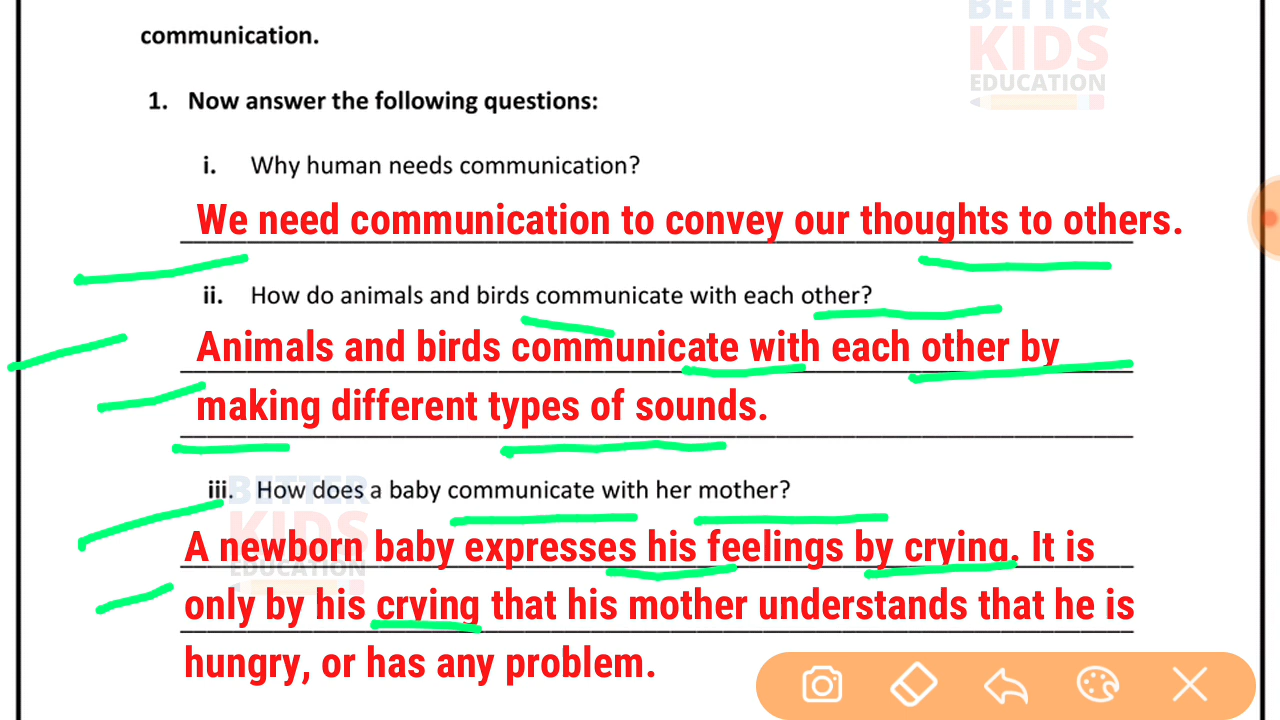 BETTER
KIDS
EDUCATION
communication.
1. Now answer the following questions:
i. Why human needs communication?
We need communication to convey our thoughts to others.
ii. How do animals and birds communicate with each other?
Animals and birds communicate with each other by
making different types of sounds.
iii. How does a baby communicate with her mother?
BETTER
KIDS
EDUCATION
A newborn baby expresses his feelings by crying. It is
only by his crying that his mother understands that he is
hungry, or has any problem.